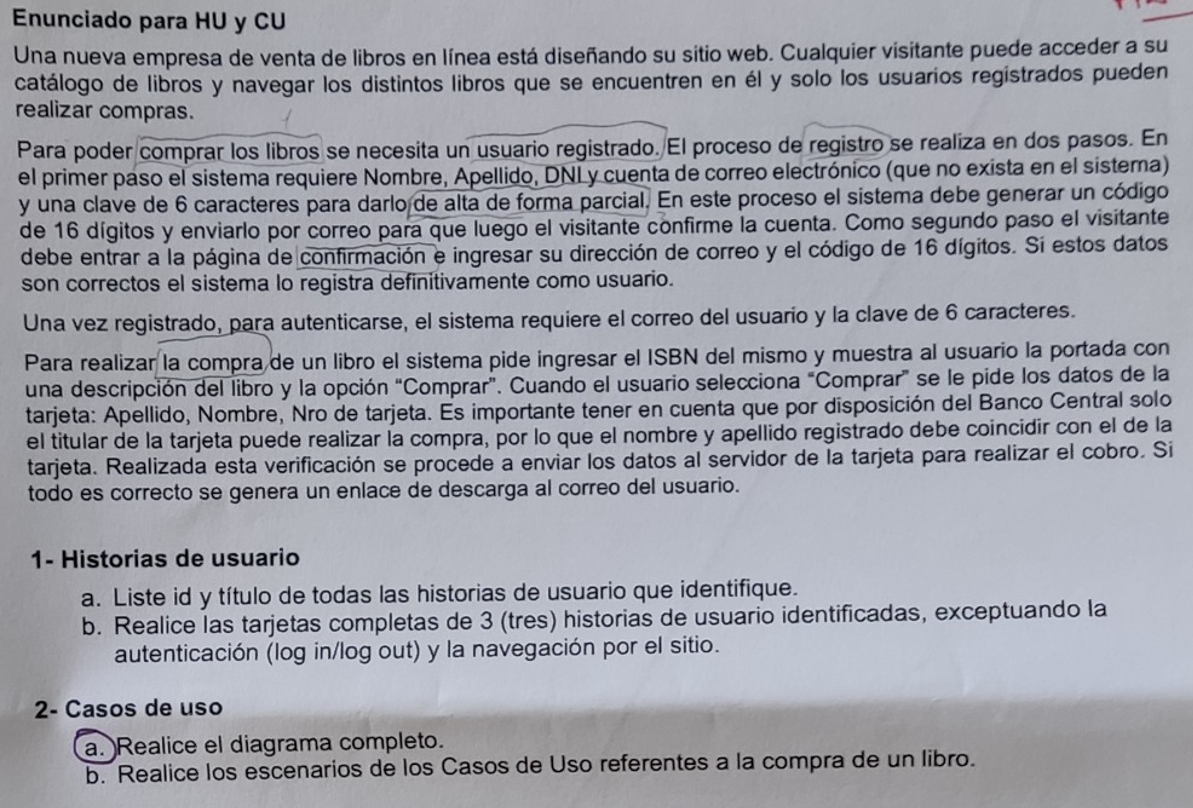 Enunciado para HU y CU
Una nueva empresa de venta de libros en línea está diseñando su sitio web. Cualquier visitante puede acceder a su
catálogo de libros y navegar los distintos libros que se encuentren en él y solo los usuarios registrados pueden
realizar compras.
Para poder comprar los libros se necesita un usuario registrado. El proceso de registro se realiza en dos pasos. En
el primer paso el sistema requiere Nombre, Apellido, DNI y cuenta de correo electrónico (que no exista en el sistema)
y una clave de 6 caracteres para darlo de alta de forma parcial. En este proceso el sistema debe generar un código
de 16 dígitos y enviarlo por correo para que luego el visitante confirme la cuenta. Como segundo paso el visitante
debe entrar a la página de confirmación e ingresar su dirección de correo y el código de 16 dígitos. Si estos datos
son correctos el sistema lo registra definitivamente como usuario.
Una vez registrado, para autenticarse, el sistema requiere el correo del usuario y la clave de 6 caracteres.
Para realizar la compra de un libro el sistema pide ingresar el ISBN del mismo y muestra al usuario la portada con
una descripción del libro y la opción “Comprar”. Cuando el usuario selecciona “Comprar” se le pide los datos de la
tarjeta: Apellido, Nombre, Nro de tarjeta. Es importante tener en cuenta que por disposición del Banco Central solo
el titular de la tarjeta puede realizar la compra, por lo que el nombre y apellido registrado debe coincidir con el de la
tarjeta. Realizada esta verificación se procede a enviar los datos al servidor de la tarjeta para realizar el cobro. Si
todo es correcto se genera un enlace de descarga al correo del usuario.
1- Historias de usuario
a. Liste id y título de todas las historias de usuario que identifique.
b. Realice las tarjetas completas de 3 (tres) historias de usuario identificadas, exceptuando la
autenticación (log in/log out) y la navegación por el sitio.
2- Casos de uso
a. Realice el diagrama completo.
b. Realice los escenarios de los Casos de Uso referentes a la compra de un libro.